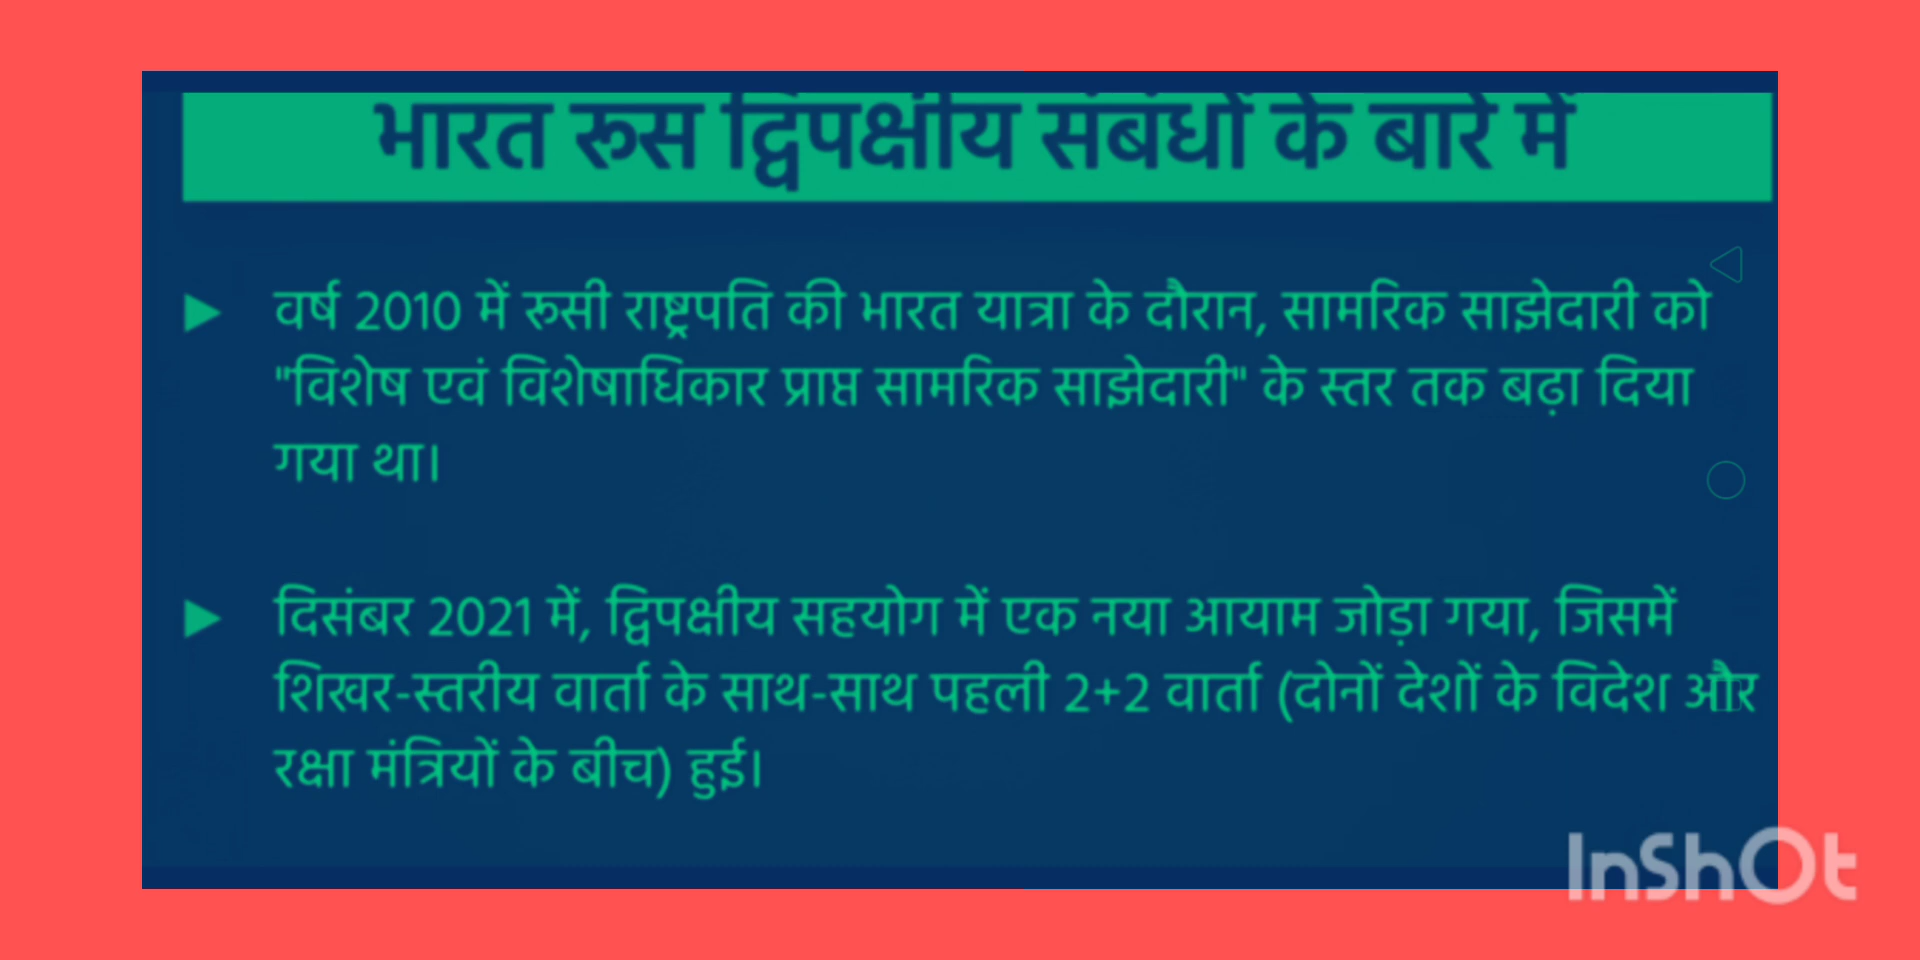 भारत रूस द्विपक्षीय संबंधों के बारे में
वर्ष 2010 में रूसी राष्ट्रपति की भारत यात्रा के दौरान, सामरिक साझेदारी को
"विशेष एवं विशेषाधिकार प्राप्त सामरिक साझेदारी" के स्तर तक बढ़ा दिया
गया था।
दिसंबर 2021 में, द्विपक्षीय सहयोग में एक नया आयाम जोड़ा गया, जिसमें
शिखर-स्तरीय वार्ता के साथ-साथ पहली 2+2 वार्ता (दोनों देशों के विदेश और
रक्षा मंत्रियों के बीच) हुई।
InShOt